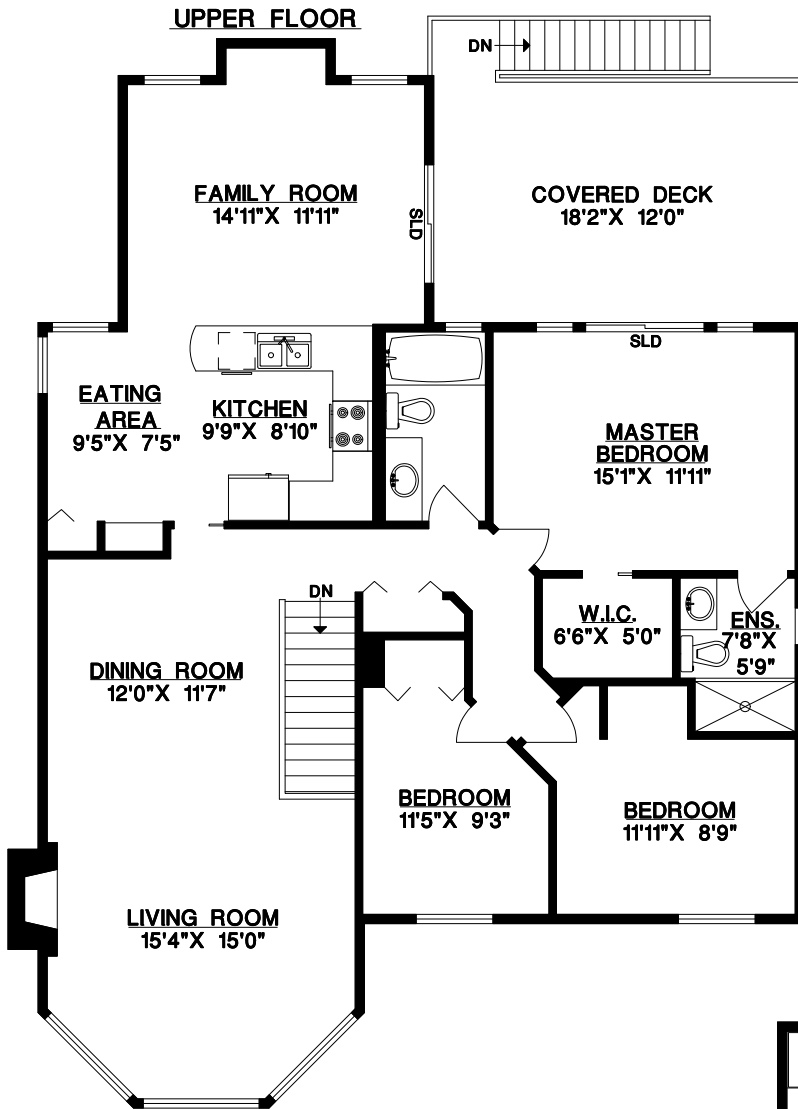 UPPER FLOOR
DN
FAMILY ROOM
14'11"X 11'11"
SLD
COVERED DECK
18'2"X 12'0"
SLD
EATING
AREA
9'5"X 7'5"
KITCHEN
9'9"X 8'10"
MASTER
BEDROOM
15'1"X 11'11"
DN
W.I.C.
6'6"X 5'0"
ENS.
7'8"X
5'9"
DINING ROOM
12'0"X 11'7"
BEDROOM
11'5"X 9'3"
BEDROOM
11'11"X 8'9"
LIVING ROOM
15'4"X 15'0"